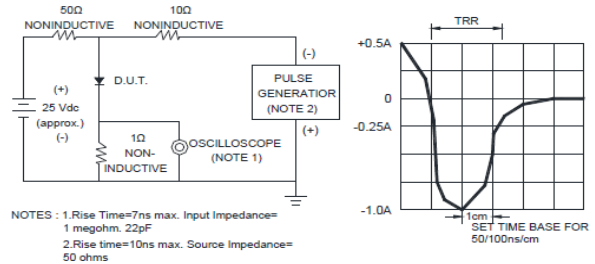 50Ω
NONINDUCTIVE
10Ω
NONINDUCTIVE
(+)
25 Vdc
(approx.)
(-)
D.U.T.
1Ω
NON-
INDUCTIVE
OSCILLOSCOPE
(NOTE 1)
(-)
PULSE
GENERATIOR
(NOTE 2)
(+)
NOTES : 1.Rise Time=7ns max. Input Impedance=
1 megohm. 22pF
2.Rise time=10ns max. Source Impedance=
50 ohms
TRR
+0.5A
0
-0.25A
-1.0A
1cm
SET TIME BASE FOR
50/100ns/cm